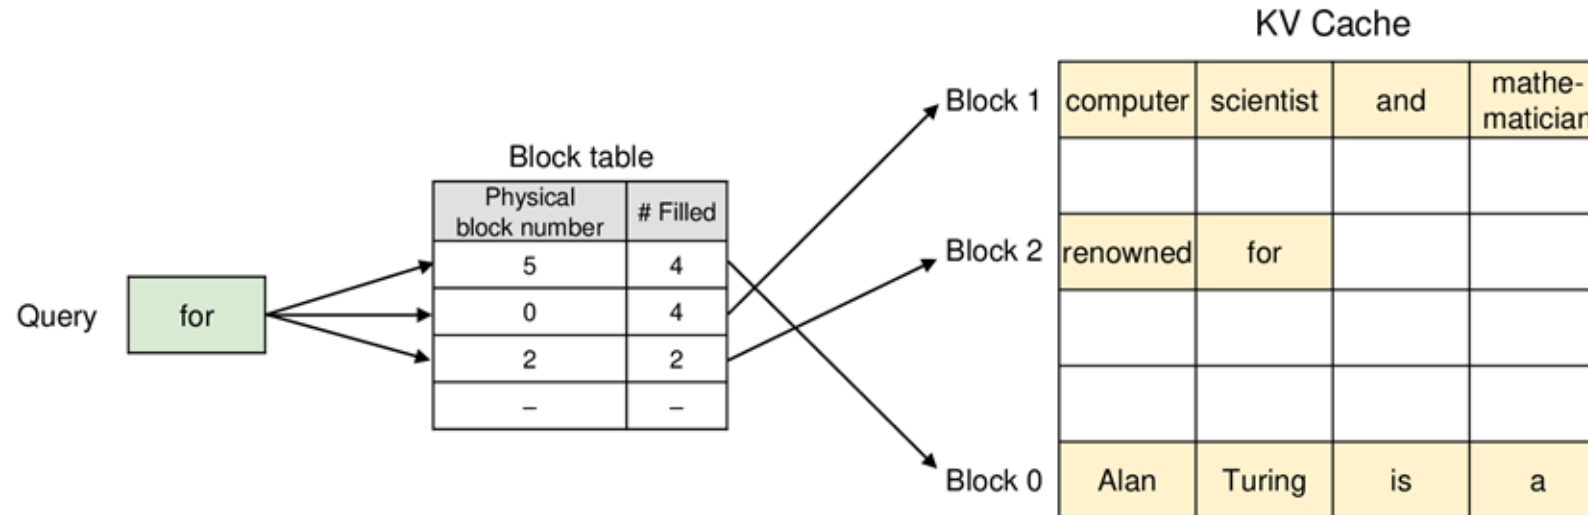 KV Cache
Block 1 computer scientist and mathe-
matician
Block table
Physical
block number # Filled
5 4
0 4
2 2
– –
Query for
Block 2 renowned for
Block 0 Alan Turing is a